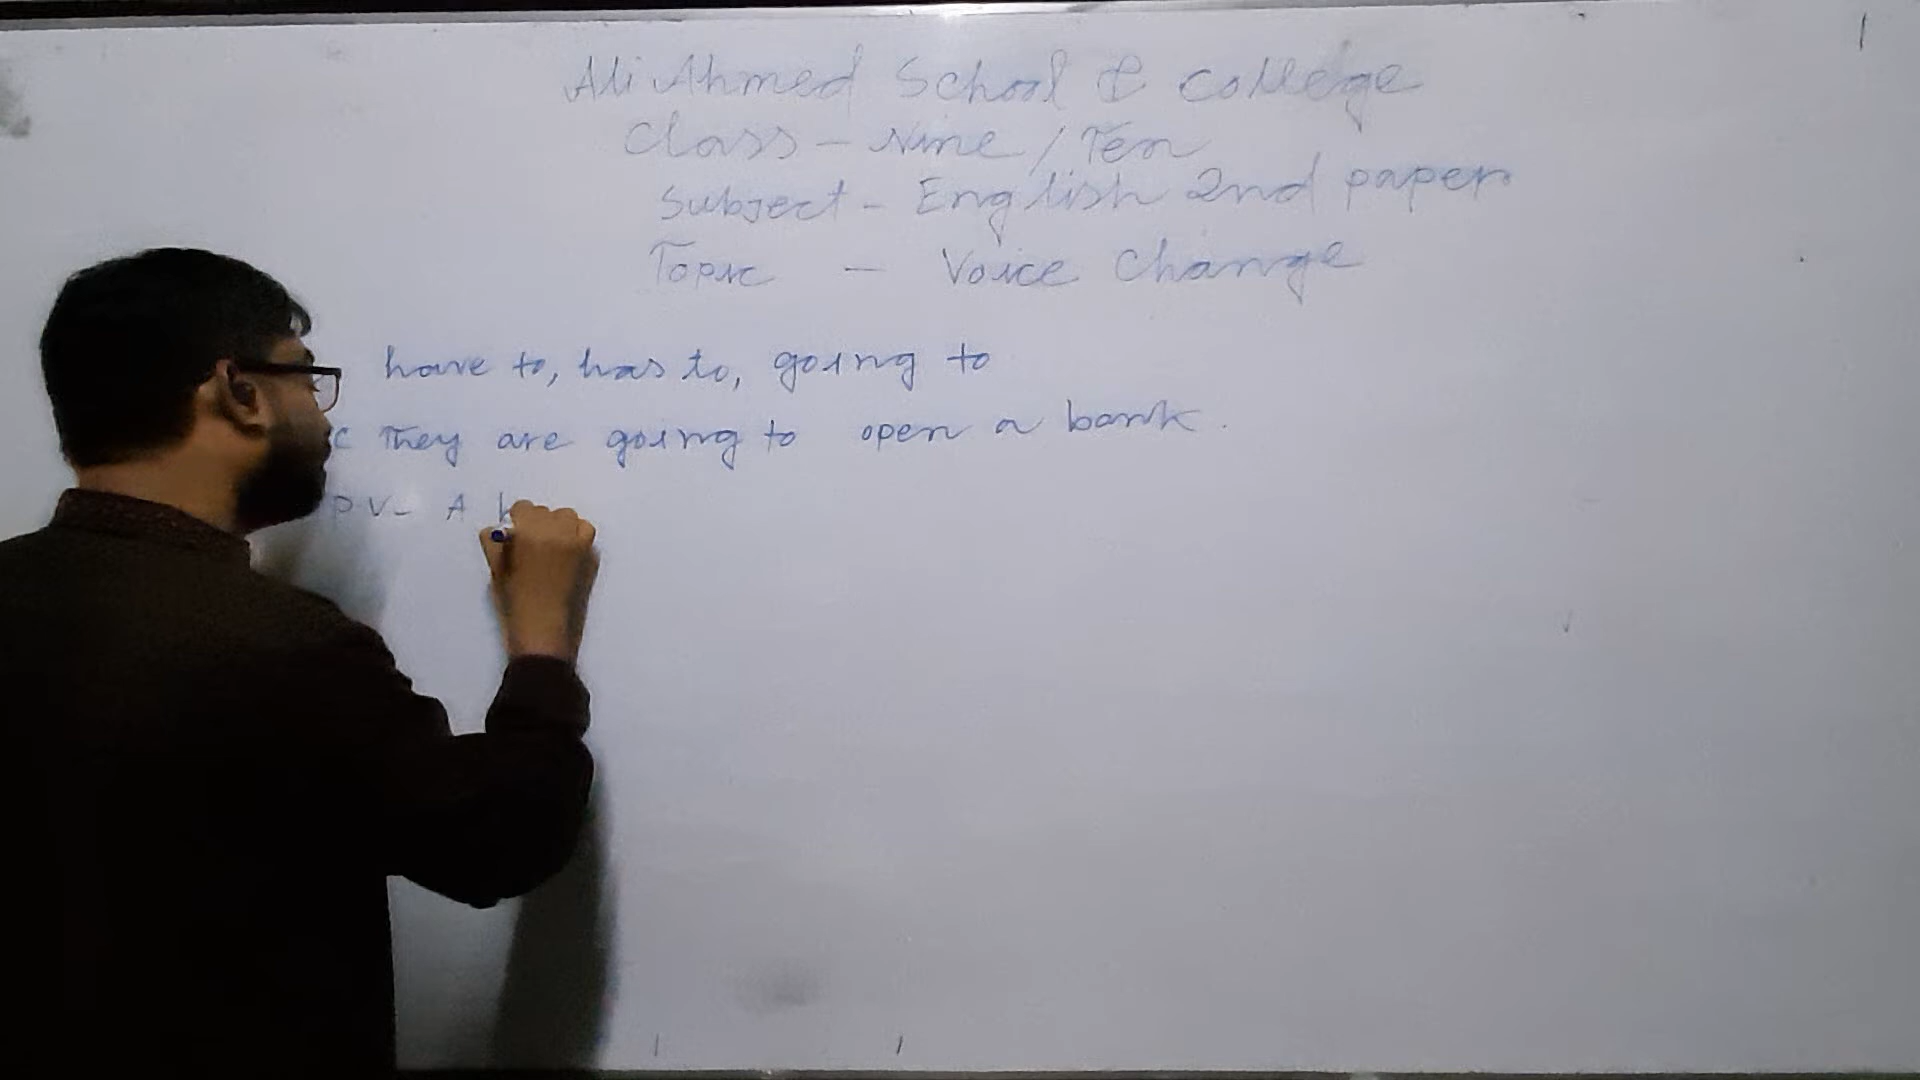 Ali Ahmed School & College
Class - Nine / Ten
Subject - English 2nd paper
Topic - Voice Change
have to, has to, going to
They are going to open a bank.
PV- A